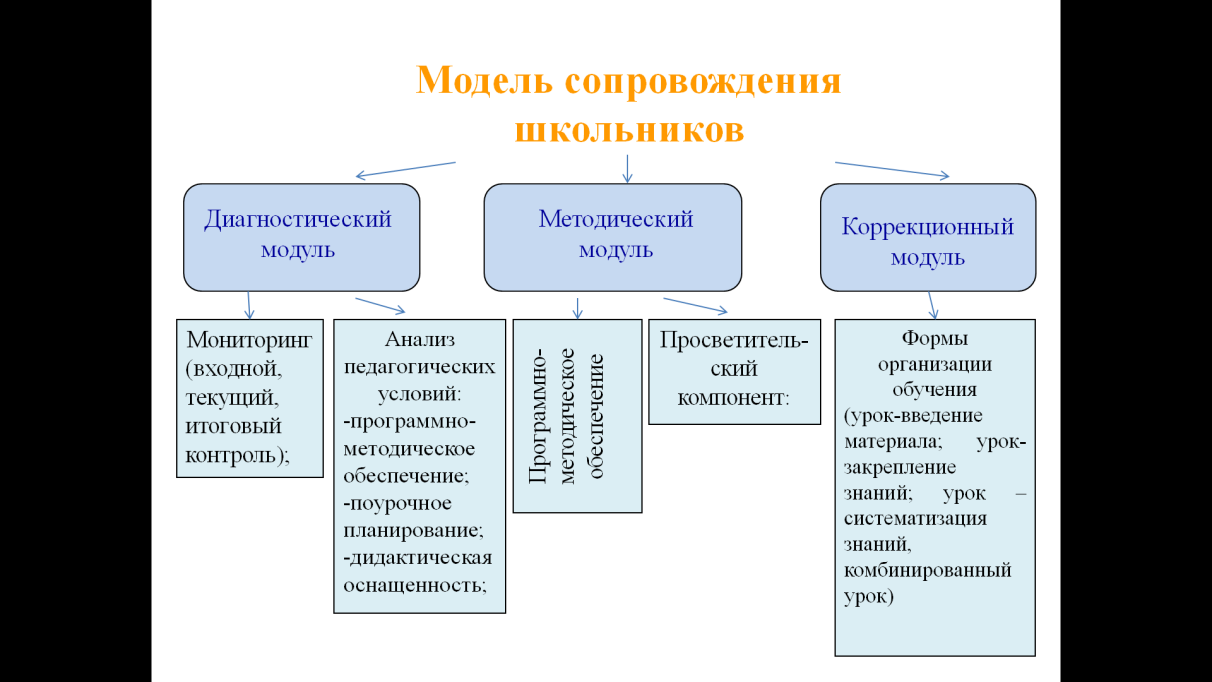 Модель сопровождения
школьников
Диагностический
модуль
Методический
модуль
Коррекционный
модуль
Мониторинг
(входной,
текущий,
итоговый
контроль);
Анализ
педагогических
условий:
-программно-
методическое
обеспечение;
-поурочное
планирование;
-дидактическая
оснащенность;
Программно-
методическое
обеспечение
Просветитель-
ский
компонент:
Формы
организации
обучения
(урок-введение
материала; урок-
закрепление
знаний; урок –
систематизация
знаний,
комбинированный
урок)